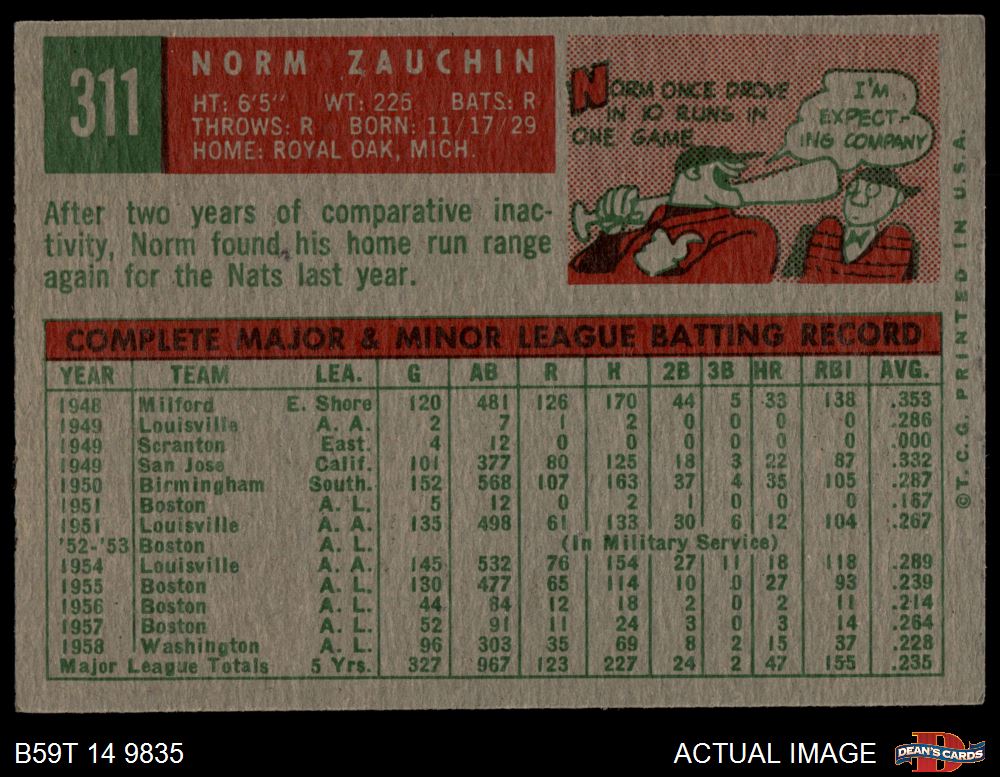 311
NORM ZAUCHIN
HT: 6'5" WT: 225 BATS: R
THROWS: R BORN: 11/17/29
HOME: ROYAL OAK, MICH.
NORM ONCE DROVE
IN 10 RUNS IN
ONE GAME
I'M
EXPECT-
ING COMPANY
After two years of comparative inac-
tivity, Norm found his home run range
again for the Nats last year.
COMPLETE MAJOR & MINOR LEAGUE BATTING RECORD
YEAR TEAM LEA. G AB R H 2B 3B HR RBI AVG.
1948 Milford E. Shore 120 481 126 170 44 5 33 138 .353
1949 Louisville A. A. 2 7 1 2 0 0 0 0 .286
1949 Scranton East. 4 12 0 0 0 0 0 0 .000
1949 San Jose Calif. 101 377 80 125 18 3 22 87 .332
1950 Birmingham South. 152 568 107 163 37 4 35 105 .287
1951 Boston A. L. 5 12 0 2 1 0 0 0 .167
1951 Louisville A. A. 135 498 61 133 30 6 12 104 .267
'52-'53 Boston A. L. (In Military Service)
1954 Louisville A. A. 145 532 76 154 27 11 18 118 .289
1955 Boston A. L. 130 477 65 114 10 0 27 93 .239
1956 Boston A. L. 44 84 12 18 2 0 2 11 .214
1957 Boston A. L. 52 91 11 24 3 0 3 14 .264
1958 Washington A. L. 96 303 35 69 8 2 15 37 .228
Major League Totals 5 Yrs. 327 967 123 227 24 2 47 155 .235
©T.C.G. PRINTED IN U.S.A.
B59T 14 9835
ACTUAL IMAGE
D
DEAN'S CARDS